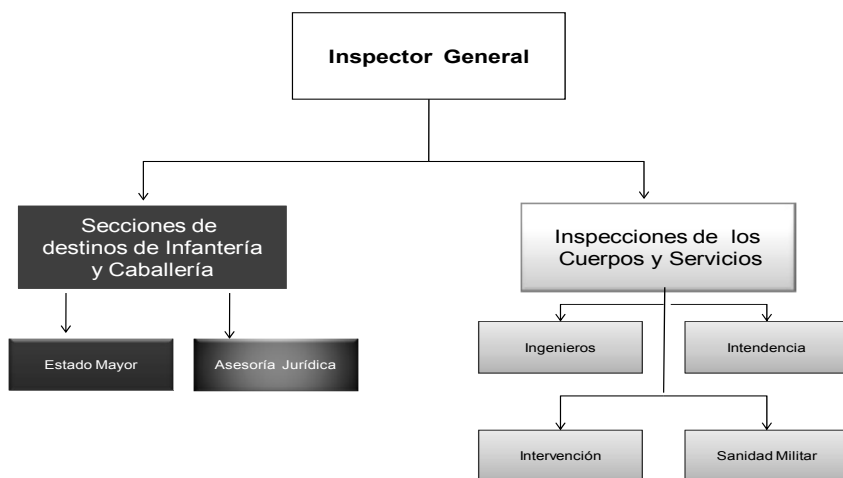 Inspector General
Secciones de
destinos de Infantería
y Caballería
Inspecciones de los
Cuerpos y Servicios
Estado Mayor
Asesoría Jurídica
Ingenieros
Intendencia
Intervención
Sanidad Militar